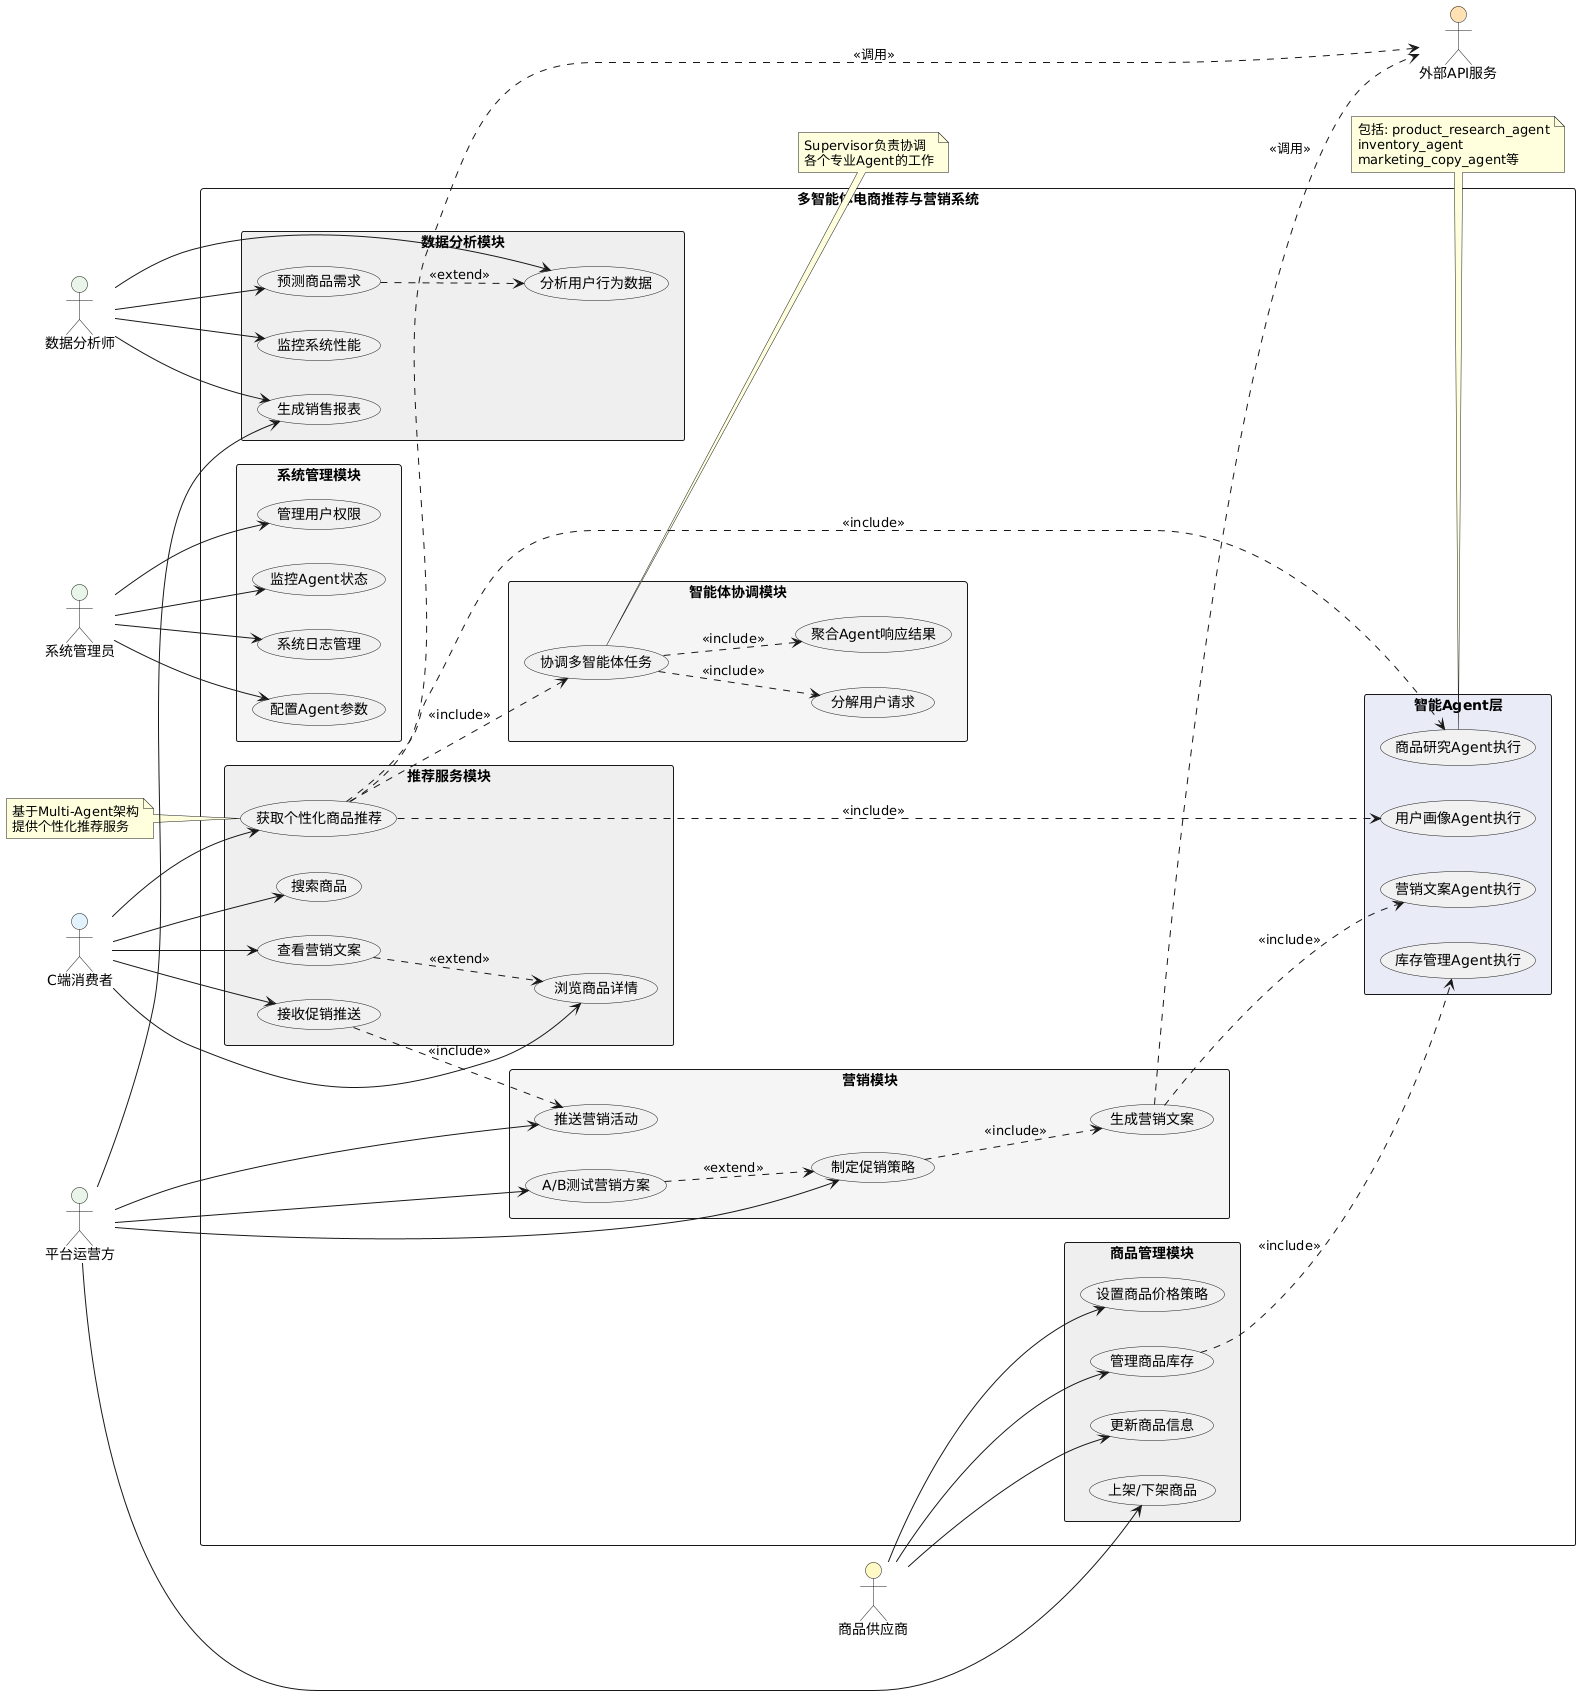 外部API服务
«调用»
Supervisor负责协调
各个专业Agent的工作
«调用»
包括: product_research_agent
inventory_agent
marketing_copy_agent等
多智能体电商推荐与营销系统
数据分析模块
预测商品需求
«extend»
分析用户行为数据
监控系统性能
生成销售报表
数据分析师
系统管理模块
管理用户权限
监控Agent状态
系统日志管理
配置Agent参数
系统管理员
«include»
智能体协调模块
协调多智能体任务
«include»
聚合Agent响应结果
«include»
分解用户请求
«include»
智能Agent层
商品研究Agent执行
用户画像Agent执行
营销文案Agent执行
库存管理Agent执行
推荐服务模块
基于Multi-Agent架构
提供个性化推荐服务
获取个性化商品推荐
«include»
搜索商品
查看营销文案
«extend»
浏览商品详情
接收促销推送
C端消费者
«include»
«include»
营销模块
推送营销活动
生成营销文案
«include»
制定促销策略
«extend»
A/B测试营销方案
平台运营方
商品管理模块
«include»
设置商品价格策略
管理商品库存
更新商品信息
上架/下架商品
商品供应商